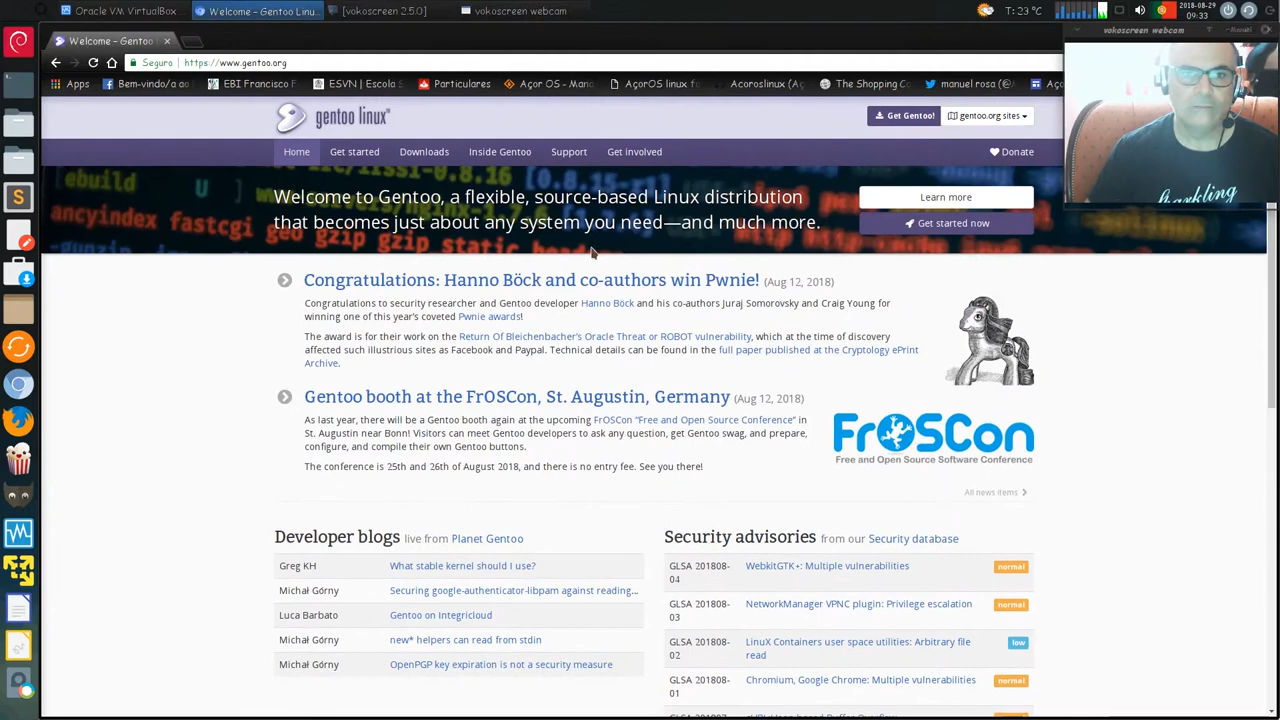 Oracle VM VirtualBox
Welcome – Gentoo Linu...
[vokoscreen 2.5.0]
vokoscreen webcam
T: 23 °C
2018-08-29
09:33
Welcome – Gentoo L
vokoscreen webcam
Seguro
https://www.gentoo.org
Apps
Bem-vindo/a ao
EBI Francisco F
ESVN | Escola S
Particulares
Açor OS - Manu
AçorOS linux fo
Acoroslinux (Aç
The Shopping Co
manuel rosa (@A
gentoo linux
Get Gentoo!
gentoo.org sites
Home
Get started
Downloads
Inside Gentoo
Support
Get involved
Donate
[ebuild U ]
Welcome to Gentoo, a flexible, source-based Linux distribution
that becomes just about any system you need—and much more.
Learn more
Get started now
Congratulations: Hanno Böck and co-authors win Pwnie! (Aug 12, 2018)
Congratulations to security researcher and Gentoo developer Hanno Böck and his co-authors Juraj Somorovsky and Craig Young for
winning one of this year's coveted Pwnie awards!
The award is for their work on the Return Of Bleichenbacher's Oracle Threat or ROBOT vulnerability, which at the time of discovery
affected such illustrious sites as Facebook and Paypal. Technical details can be found in the full paper published at the Cryptology ePrint
Archive.
Gentoo booth at the FrOSCon, St. Augustin, Germany (Aug 12, 2018)
As last year, there will be a Gentoo booth again at the upcoming FrOSCon "Free and Open Source Conference" in
St. Augustin near Bonn! Visitors can meet Gentoo developers to ask any question, get Gentoo swag, and prepare,
configure, and compile their own Gentoo buttons.
The conference is 25th and 26th of August 2018, and there is no entry fee. See you there!
FrOSCon
Free and Open Source Software Conference
All news items
Developer blogs live from Planet Gentoo
Greg KH What stable kernel should I use?
Michał Górny Securing google-authenticator-libpam against reading...
Luca Barbato Gentoo on Integricloud
Michał Górny new* helpers can read from stdin
Michał Górny OpenPGP key expiration is not a security measure
Security advisories from our Security database
GLSA 201808-04 WebkitGTK+: Multiple vulnerabilities normal
GLSA 201808-03 NetworkManager VPNC plugin: Privilege escalation normal
GLSA 201808-02 LinuX Containers user space utilities: Arbitrary file
read low
GLSA 201808-01 Chromium, Google Chrome: Multiple vulnerabilities normal